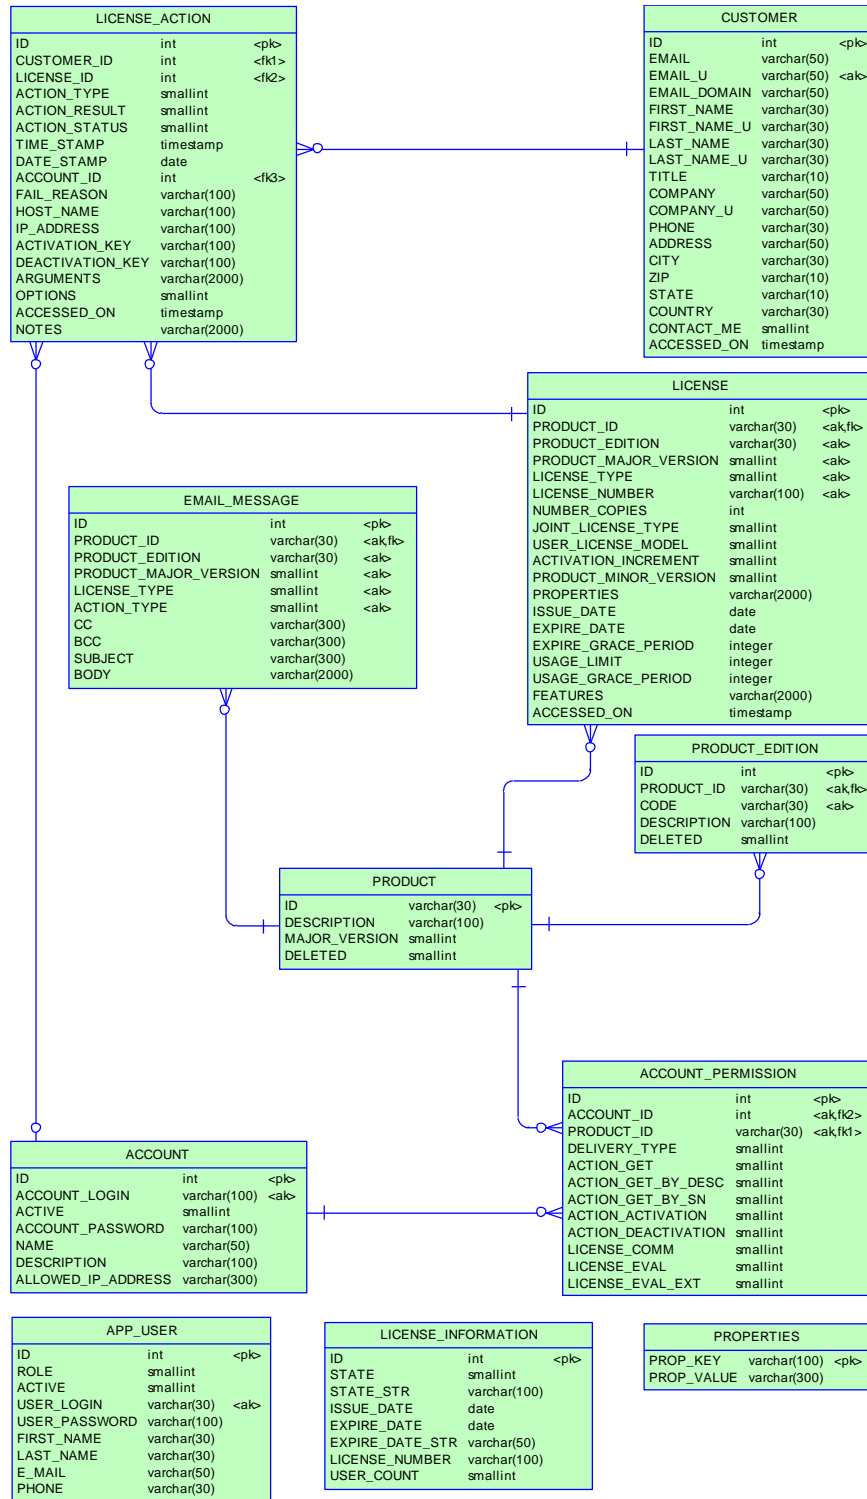 LICENSE_ACTION
ID int <pk>
CUSTOMER_ID int <fk1>
LICENSE_ID int <fk2>
ACTION_TYPE smallint
ACTION_RESULT smallint
ACTION_STATUS smallint
TIME_STAMP timestamp
DATE_STAMP date
ACCOUNT_ID int <fk3>
FAIL_REASON varchar(100)
HOST_NAME varchar(100)
IP_ADDRESS varchar(100)
ACTIVATION_KEY varchar(100)
DEACTIVATION_KEY varchar(100)
ARGUMENTS varchar(2000)
OPTIONS smallint
ACCESSED_ON timestamp
NOTES varchar(2000)
CUSTOMER
ID int <pk>
EMAIL varchar(50)
EMAIL_U varchar(50) <ak>
EMAIL_DOMAIN varchar(50)
FIRST_NAME varchar(30)
FIRST_NAME_U varchar(30)
LAST_NAME varchar(30)
LAST_NAME_U varchar(30)
TITLE varchar(10)
COMPANY varchar(50)
COMPANY_U varchar(50)
PHONE varchar(30)
ADDRESS varchar(50)
CITY varchar(30)
ZIP varchar(10)
STATE varchar(10)
COUNTRY varchar(30)
CONTACT_ME smallint
ACCESSED_ON timestamp
LICENSE
ID int <pk>
PRODUCT_ID varchar(30) <ak,fk>
PRODUCT_EDITION varchar(30) <ak>
PRODUCT_MAJOR_VERSION smallint <ak>
LICENSE_TYPE smallint <ak>
LICENSE_NUMBER varchar(100) <ak>
NUMBER_COPIES int
JOINT_LICENSE_TYPE smallint
USER_LICENSE_MODEL smallint
ACTIVATION_INCREMENT smallint
PRODUCT_MINOR_VERSION smallint
PROPERTIES varchar(2000)
ISSUE_DATE date
EXPIRE_DATE date
EXPIRE_GRACE_PERIOD integer
USAGE_LIMIT integer
USAGE_GRACE_PERIOD integer
FEATURES varchar(2000)
ACCESSED_ON timestamp
EMAIL_MESSAGE
ID int <pk>
PRODUCT_ID varchar(30) <ak,fk>
PRODUCT_EDITION varchar(30) <ak>
PRODUCT_MAJOR_VERSION smallint <ak>
LICENSE_TYPE smallint <ak>
ACTION_TYPE smallint <ak>
CC varchar(300)
BCC varchar(300)
SUBJECT varchar(300)
BODY varchar(2000)
PRODUCT_EDITION
ID int <pk>
PRODUCT_ID varchar(30) <ak,fk>
CODE varchar(30) <ak>
DESCRIPTION varchar(100)
DELETED smallint
PRODUCT
ID varchar(30) <pk>
DESCRIPTION varchar(100)
MAJOR_VERSION smallint
DELETED smallint
ACCOUNT_PERMISSION
ID int <pk>
ACCOUNT_ID int <ak,fk2>
PRODUCT_ID varchar(30) <ak,fk1>
DELIVERY_TYPE smallint
ACTION_GET smallint
ACTION_GET_BY_DESC smallint
ACTION_GET_BY_SN smallint
ACTION_ACTIVATION smallint
ACTION_DEACTIVATION smallint
LICENSE_COMM smallint
LICENSE_EVAL smallint
LICENSE_EVAL_EXT smallint
ACCOUNT
ID int <pk>
ACCOUNT_LOGIN varchar(100) <ak>
ACTIVE smallint
ACCOUNT_PASSWORD varchar(100)
NAME varchar(50)
DESCRIPTION varchar(100)
ALLOWED_IP_ADDRESS varchar(300)
APP_USER
ID int <pk>
ROLE smallint
ACTIVE smallint
USER_LOGIN varchar(30) <ak>
USER_PASSWORD varchar(100)
FIRST_NAME varchar(30)
LAST_NAME varchar(30)
E_MAIL varchar(50)
PHONE varchar(30)
LICENSE_INFORMATION
ID int <pk>
STATE smallint
STATE_STR varchar(100)
ISSUE_DATE date
EXPIRE_DATE date
EXPIRE_DATE_STR varchar(50)
LICENSE_NUMBER varchar(100)
USER_COUNT smallint
PROPERTIES
PROP_KEY varchar(100) <pk>
PROP_VALUE varchar(300)